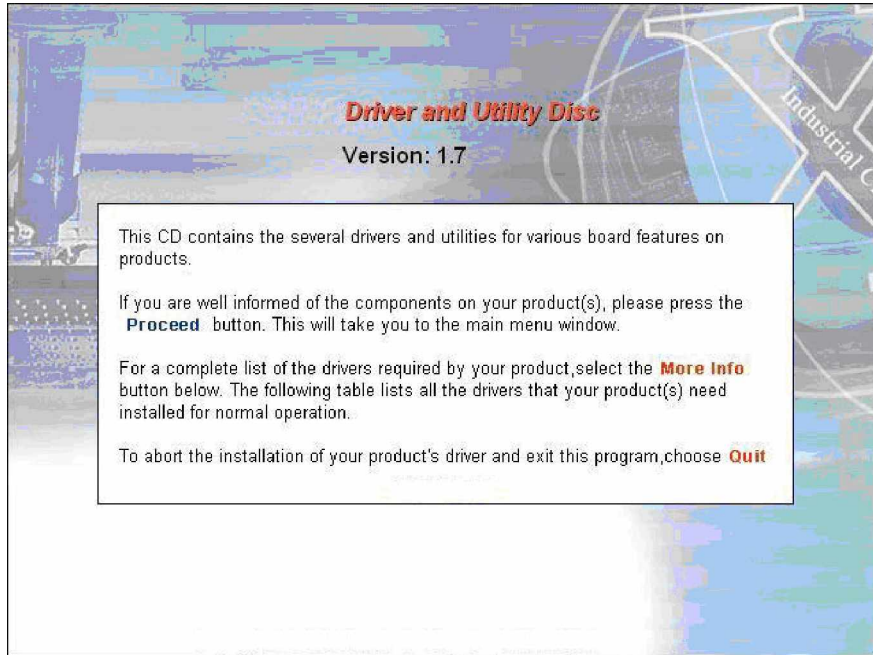 Driver and Utility Disc
Version: 1.7
Industrial C
This CD contains the several drivers and utilities for various board features on
products.
If you are well informed of the components on your product(s), please press the
Proceed button. This will take you to the main menu window.
For a complete list of the drivers required by your product,select the More Info
button below. The following table lists all the drivers that your product(s) need
installed for normal operation.
To abort the installation of your product's driver and exit this program,choose Quit